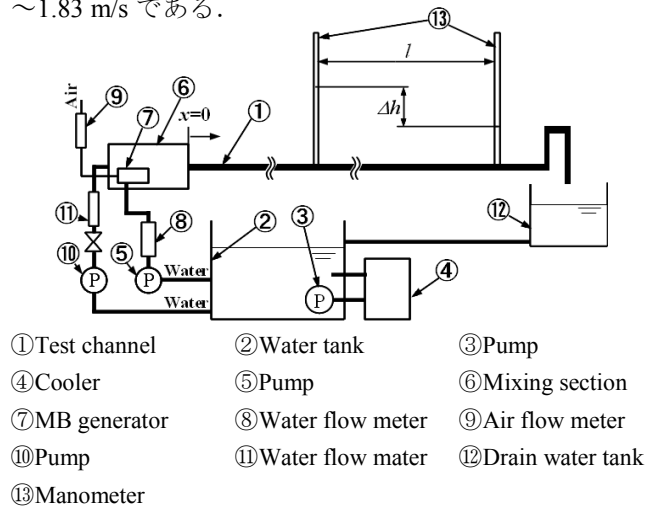 ～1.83 m/s である.
⑬
l
Δh
Air
⑨
⑥
⑦
x=0
①
⑪
⑧
②
③
⑫
⑩
P
⑤
P
Water
Water
P
④
①Test channel ②Water tank ③Pump
④Cooler ⑤Pump ⑥Mixing section
⑦MB generator ⑧Water flow meter ⑨Air flow meter
⑩Pump ⑪Water flow mater ⑫Drain water tank
⑬Manometer